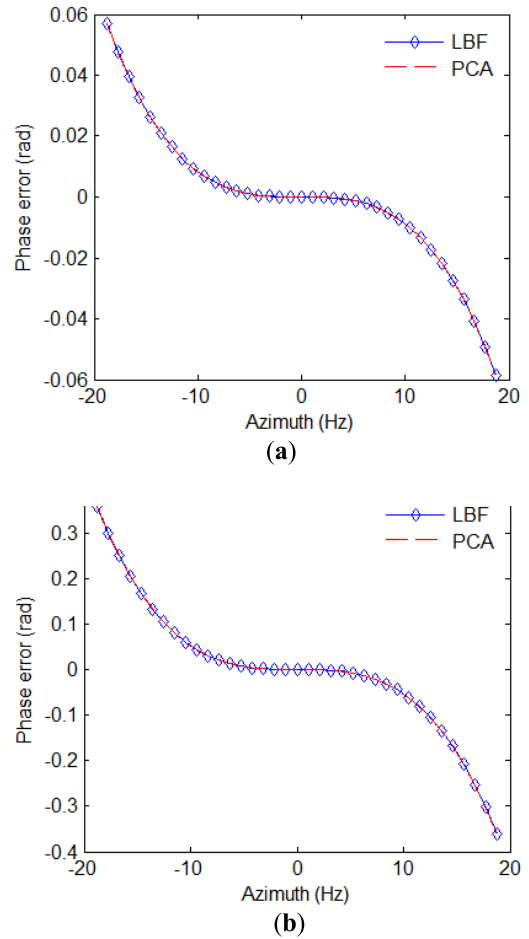 0.06
0.04
0.02
0
-0.02
-0.04
-0.06
Phase error (rad)
LBF
PCA
-20 -10 0 10 20
Azimuth (Hz)
(a)
0.3
0.2
0.1
0
-0.1
-0.2
-0.3
-0.4
Phase error (rad)
LBF
PCA
-20 -10 0 10 20
Azimuth (Hz)
(b)